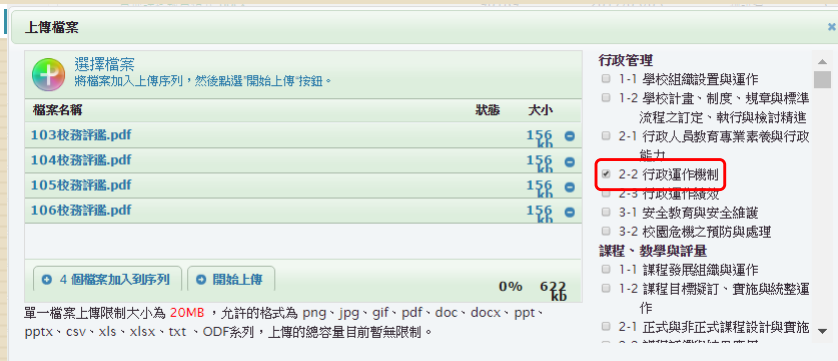 上傳檔案
選擇檔案
將檔案加入上傳序列，然後點選"開始上傳"按鈕。
檔案名稱 狀態 大小
103校務評鑑.pdf 156 kb
104校務評鑑.pdf 156 kb
105校務評鑑.pdf 156 kb
106校務評鑑.pdf 156 kb
4 個檔案加入到序列 開始上傳 0% 622 kb
單一檔案上傳限制大小為 20MB ，允許的格式為 png、jpg、gif、pdf、doc、docx、ppt、
pptx、csv、xls、xlsx、txt 、ODF系列，上傳的總容量目前暫無限制。
行政管理
1-1 學校組織設置與運作
1-2 學校計畫、制度、規章與標準
流程之訂定、執行與檢討精進
2-1 行政人員教育專業素養與行政
能力
2-2 行政運作機制
2-3 行政運作績效
3-1 安全教育與安全維護
3-2 校園危機之預防與處理
課程、教學與評量
1-1 課程發展組織與運作
1-2 課程目標擬訂、實施與統整運
作
2-1 正式與非正式課程設計與實施